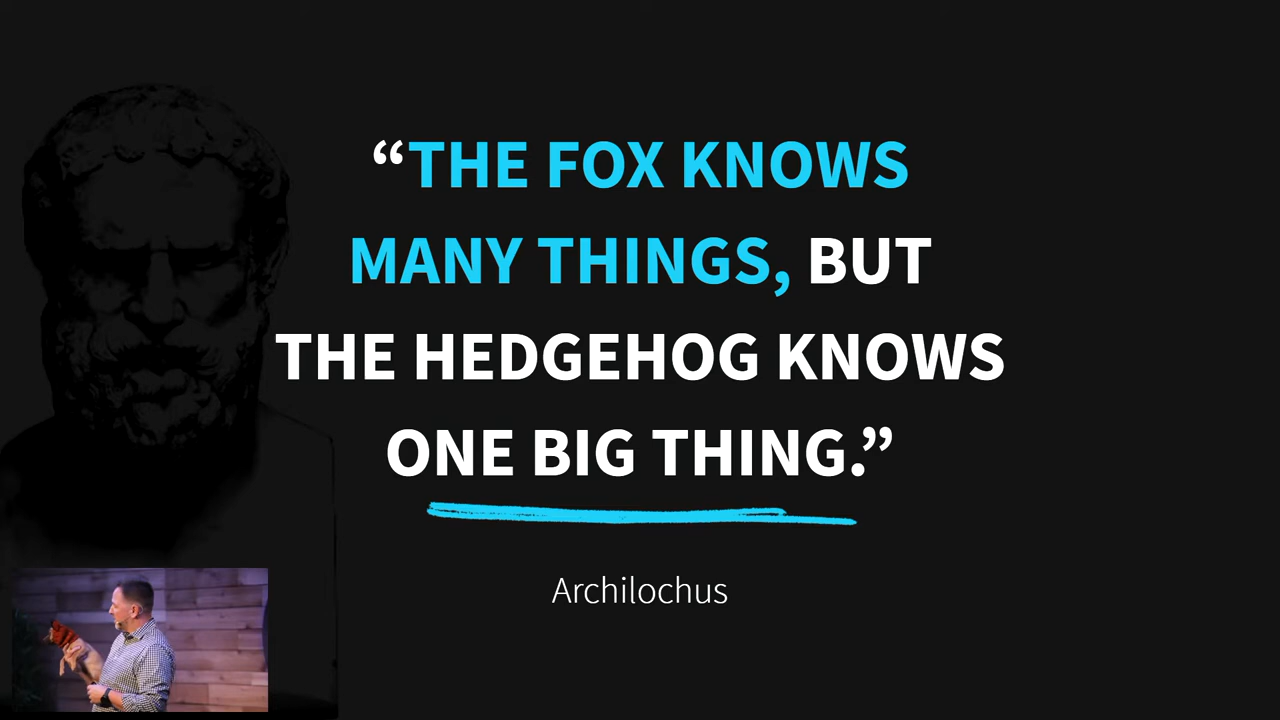 “THE FOX KNOWS
MANY THINGS, BUT
THE HEDGEHOG KNOWS
ONE BIG THING.”
Archilochus